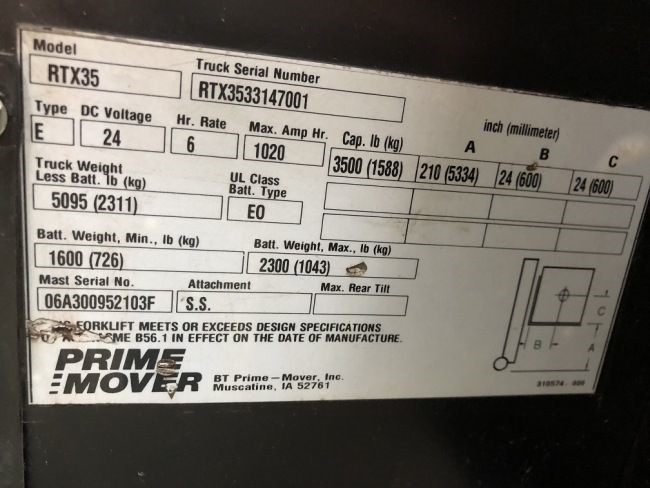 Model
Truck Serial Number
RTX35
RTX3533147001
Type DC Voltage Hr. Rate Max. Amp Hr. Cap. lb (kg) inch (millimeter)
A B C
E 24 6 1020 3500 (1588) 210 (5334) 24 (600) 24 (600)
Truck Weight
Less Batt. lb (kg)
UL Class
Batt. Type
5095 (2311) EO
Batt. Weight, Min., lb (kg) Batt. Weight, Max., lb (kg)
1600 (726) 2300 (1043)
Mast Serial No. Attachment Max. Rear Tilt
06A300952103F S.S.
FORKLIFT MEETS OR EXCEEDS DESIGN SPECIFICATIONS
B56.1 IN EFFECT ON THE DATE OF MANUFACTURE.
PRIME
MOVER
BT Prime-Mover, Inc.
Muscatine, IA 52761
C
B
A
310574